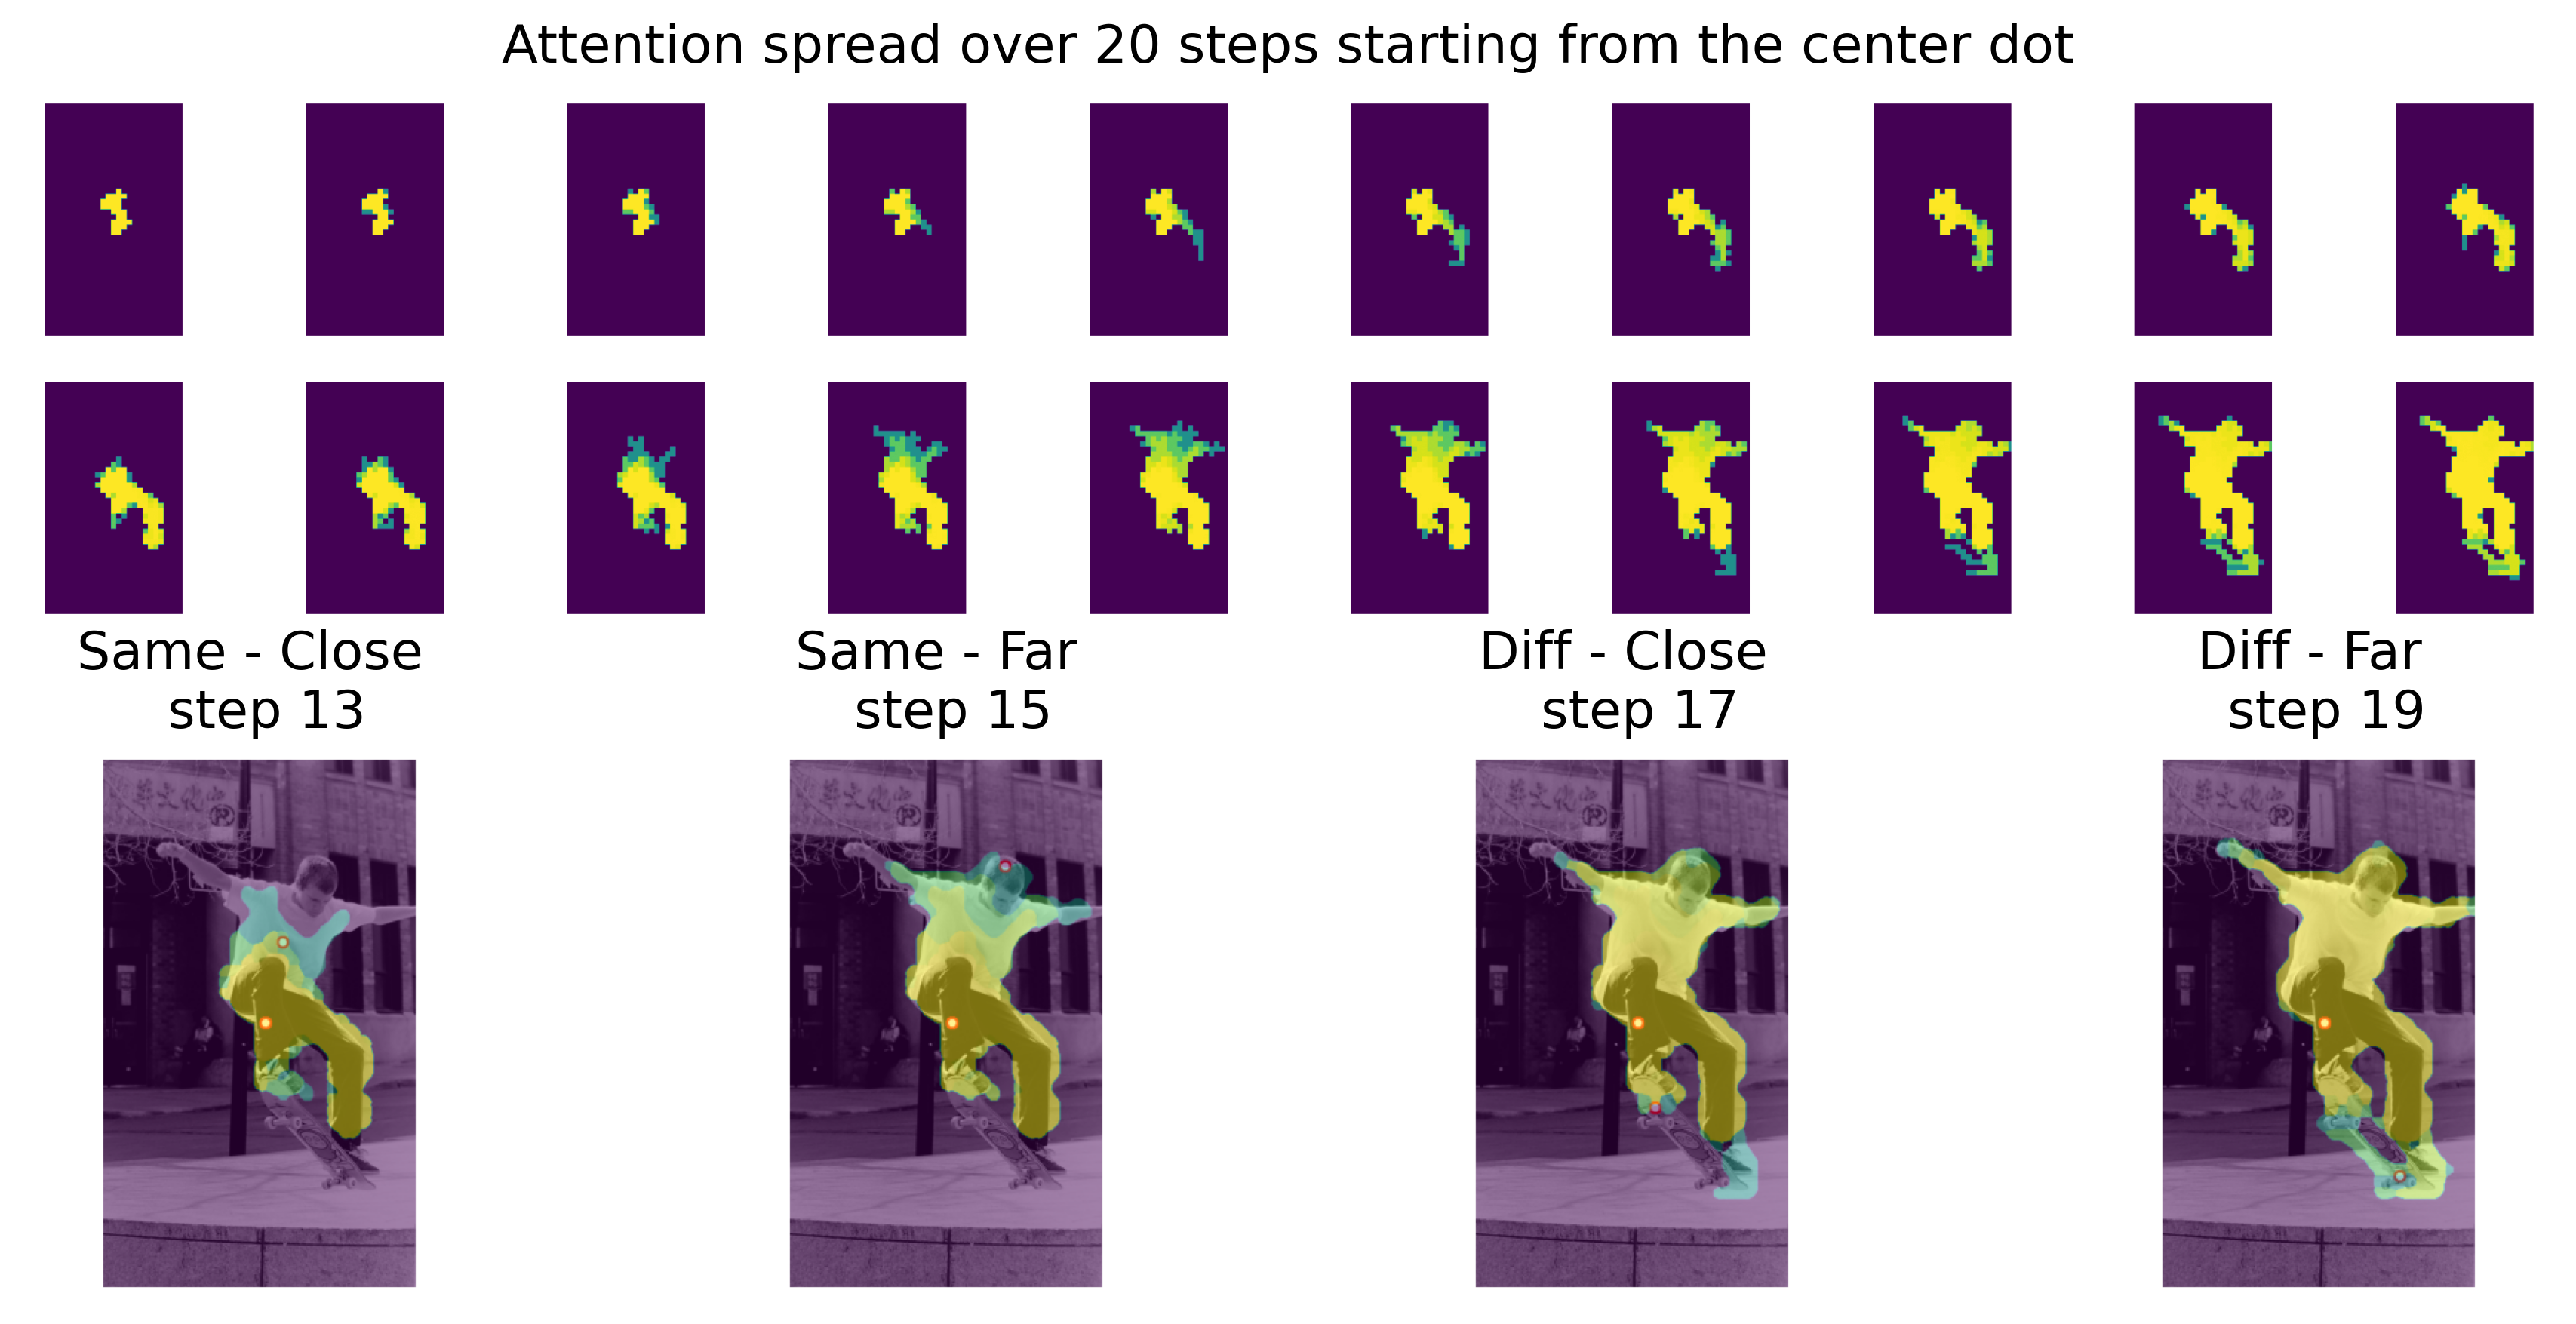 Attention spread over 20 steps starting from the center dot
Same - Close
step 13
Same - Far
step 15
Diff - Close
step 17
Diff - Far
step 19